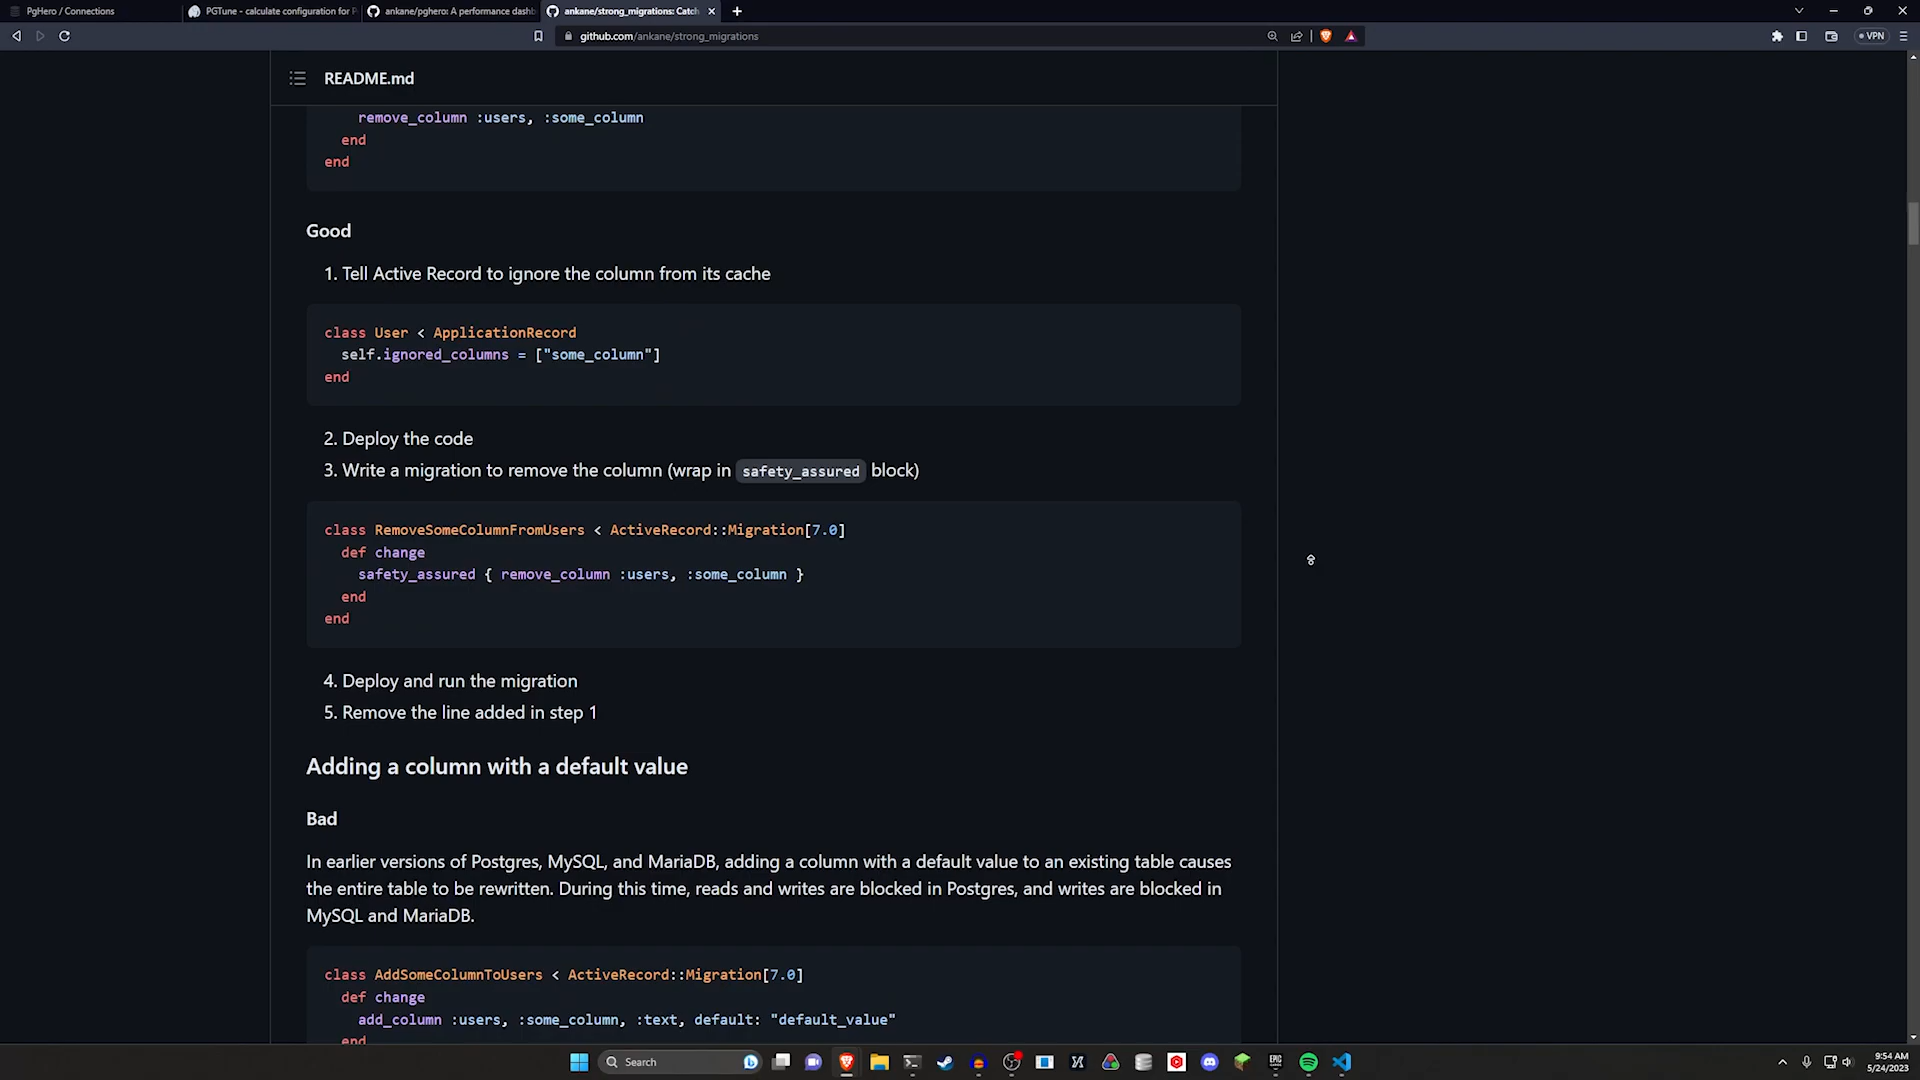 PgHero / Connections
PGTune - calculate configuration for P
ankane/pghero: A performance dashb
ankane/strong_migrations: Catch
github.com/ankane/strong_migrations
VPN
README.md
remove_column :users, :some_column
end
end
Good
1. Tell Active Record to ignore the column from its cache
class User < ApplicationRecord
self.ignored_columns = ["some_column"]
end
2. Deploy the code
3. Write a migration to remove the column (wrap in safety_assured block)
class RemoveSomeColumnFromUsers < ActiveRecord::Migration[7.0]
def change
safety_assured { remove_column :users, :some_column }
end
end
4. Deploy and run the migration
5. Remove the line added in step 1
Adding a column with a default value
Bad
In earlier versions of Postgres, MySQL, and MariaDB, adding a column with a default value to an existing table causes
the entire table to be rewritten. During this time, reads and writes are blocked in Postgres, and writes are blocked in
MySQL and MariaDB.
class AddSomeColumnToUsers < ActiveRecord::Migration[7.0]
def change
add_column :users, :some_column, :text, default: "default_value"
end
Search
EPIC
9:54 AM
5/24/2023